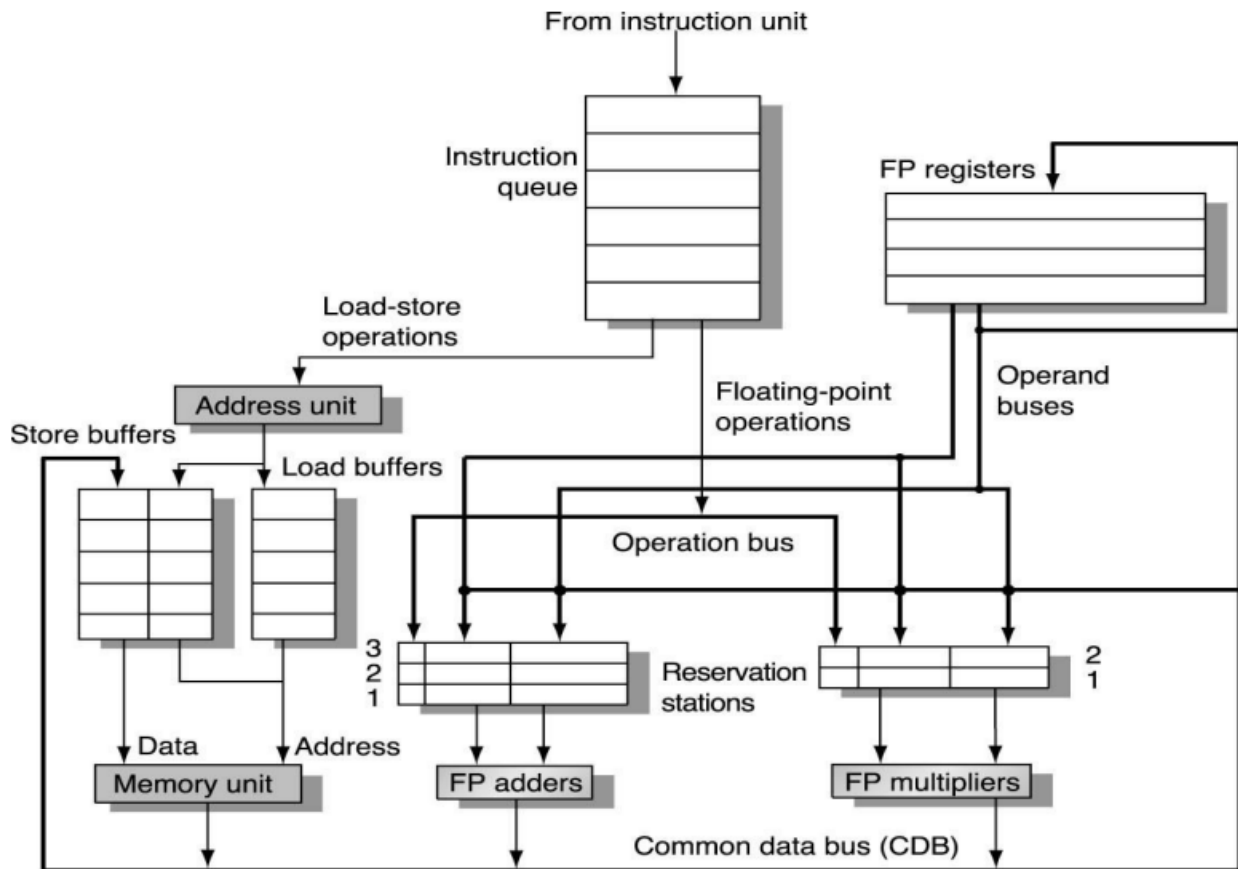 From instruction unit
Instruction
queue
FP registers
Load-store
operations
Address unit
Floating-point
operations
Operand
buses
Store buffers
Load buffers
Operation bus
3
2
1
Reservation
stations
2
1
Data
Address
Memory unit
FP adders
FP multipliers
Common data bus (CDB)